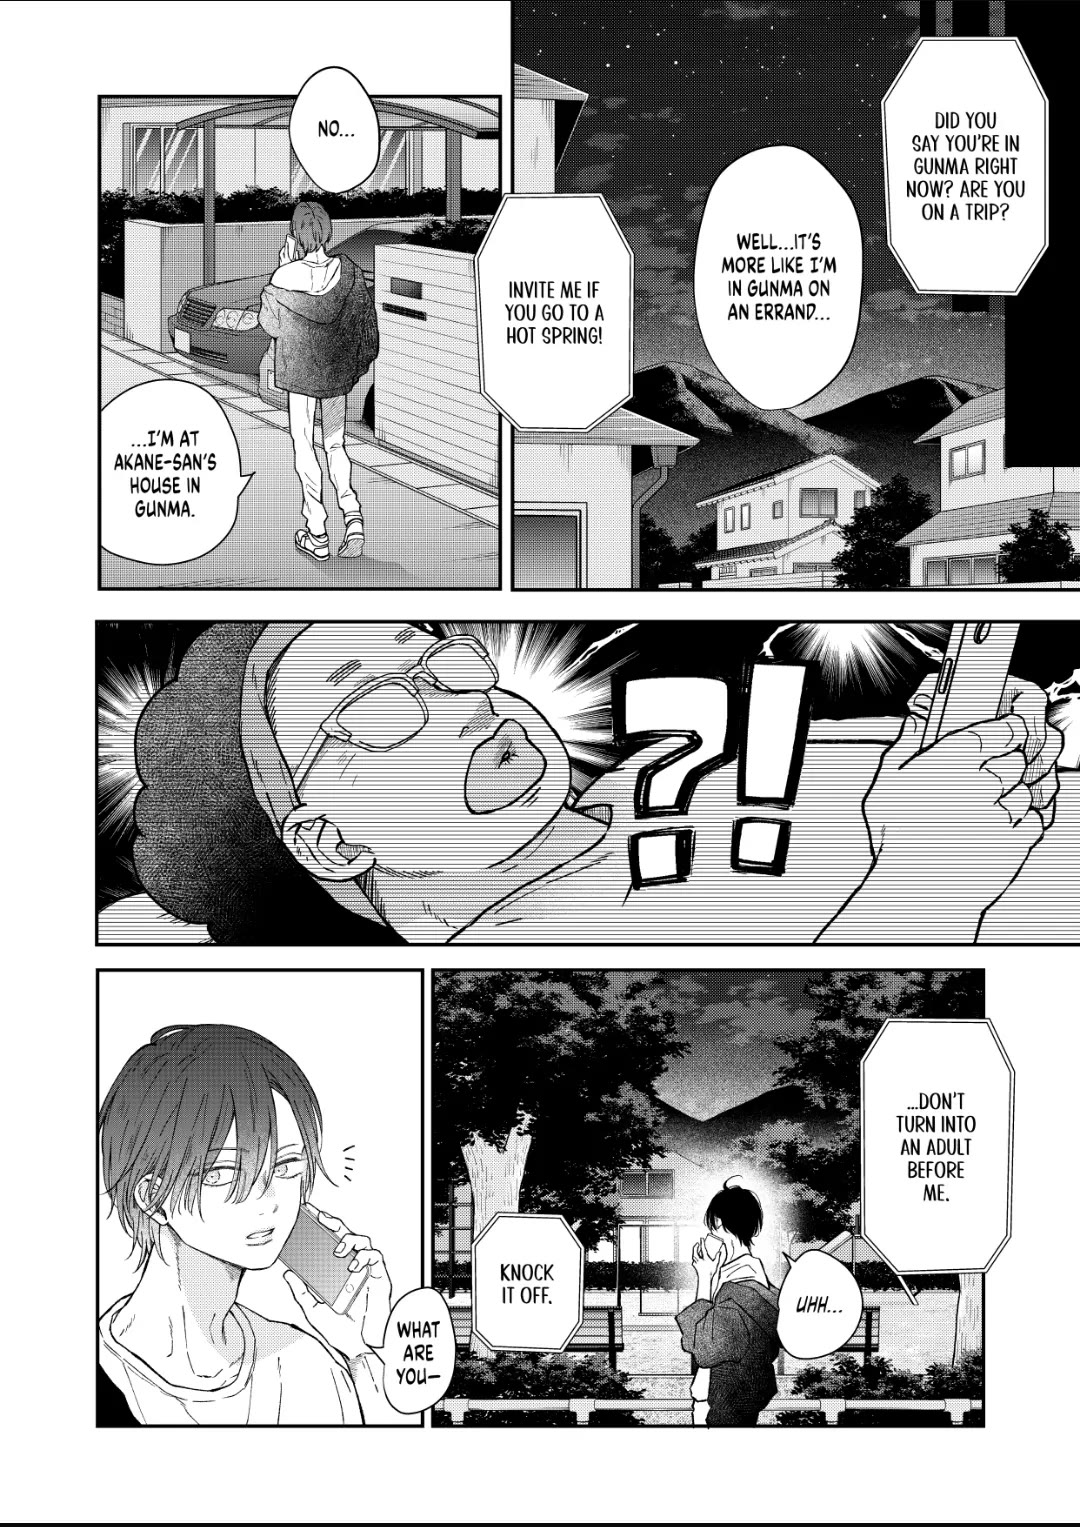 DID YOU
SAY YOU'RE IN
GUNMA RIGHT
NOW? ARE YOU
ON A TRIP?
WELL...IT'S
MORE LIKE I'M
IN GUNMA ON
AN ERRAND...
INVITE ME IF
YOU GO TO A
HOT SPRING!
NO...
...I'M AT
AKANE-SAN'S
HOUSE IN
GUNMA.
?!
...DON'T
TURN INTO
AN ADULT
BEFORE
ME.
UHH...
KNOCK
IT OFF.
WHAT
ARE
YOU–